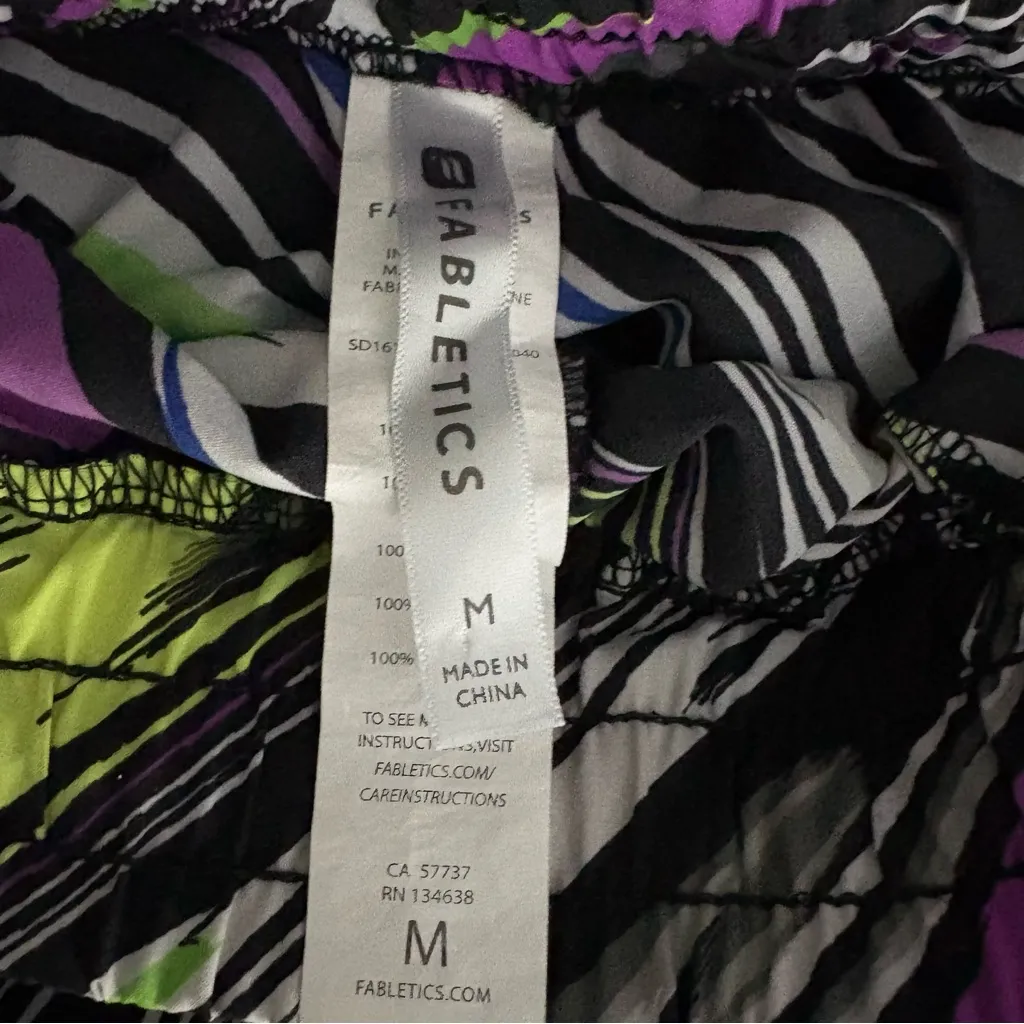 FABLETICS
M
MADE IN
CHINA
100
100%
100%
TO SEE
INSTRUCT
VISIT
FABLETICS.COM/
CAREINSTRUCTIONS
CA 57737
RN 134638
M
FABLETICS.COM